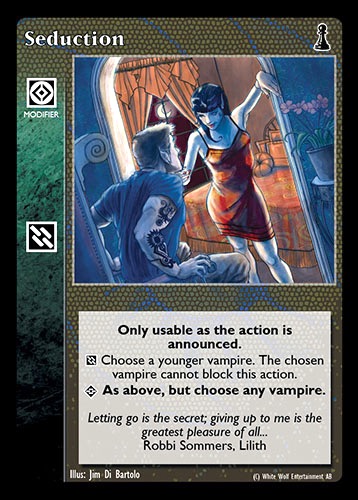 Seduction
MODIFIER
Only usable as the action is
announced.
Choose a younger vampire. The chosen
vampire cannot block this action.
As above, but choose any vampire.
Letting go is the secret; giving up to me is the
greatest pleasure of all...
Robbi Sommers, Lilith
Illus: Jim Di Bartolo
(C) White Wolf Entertainment AB